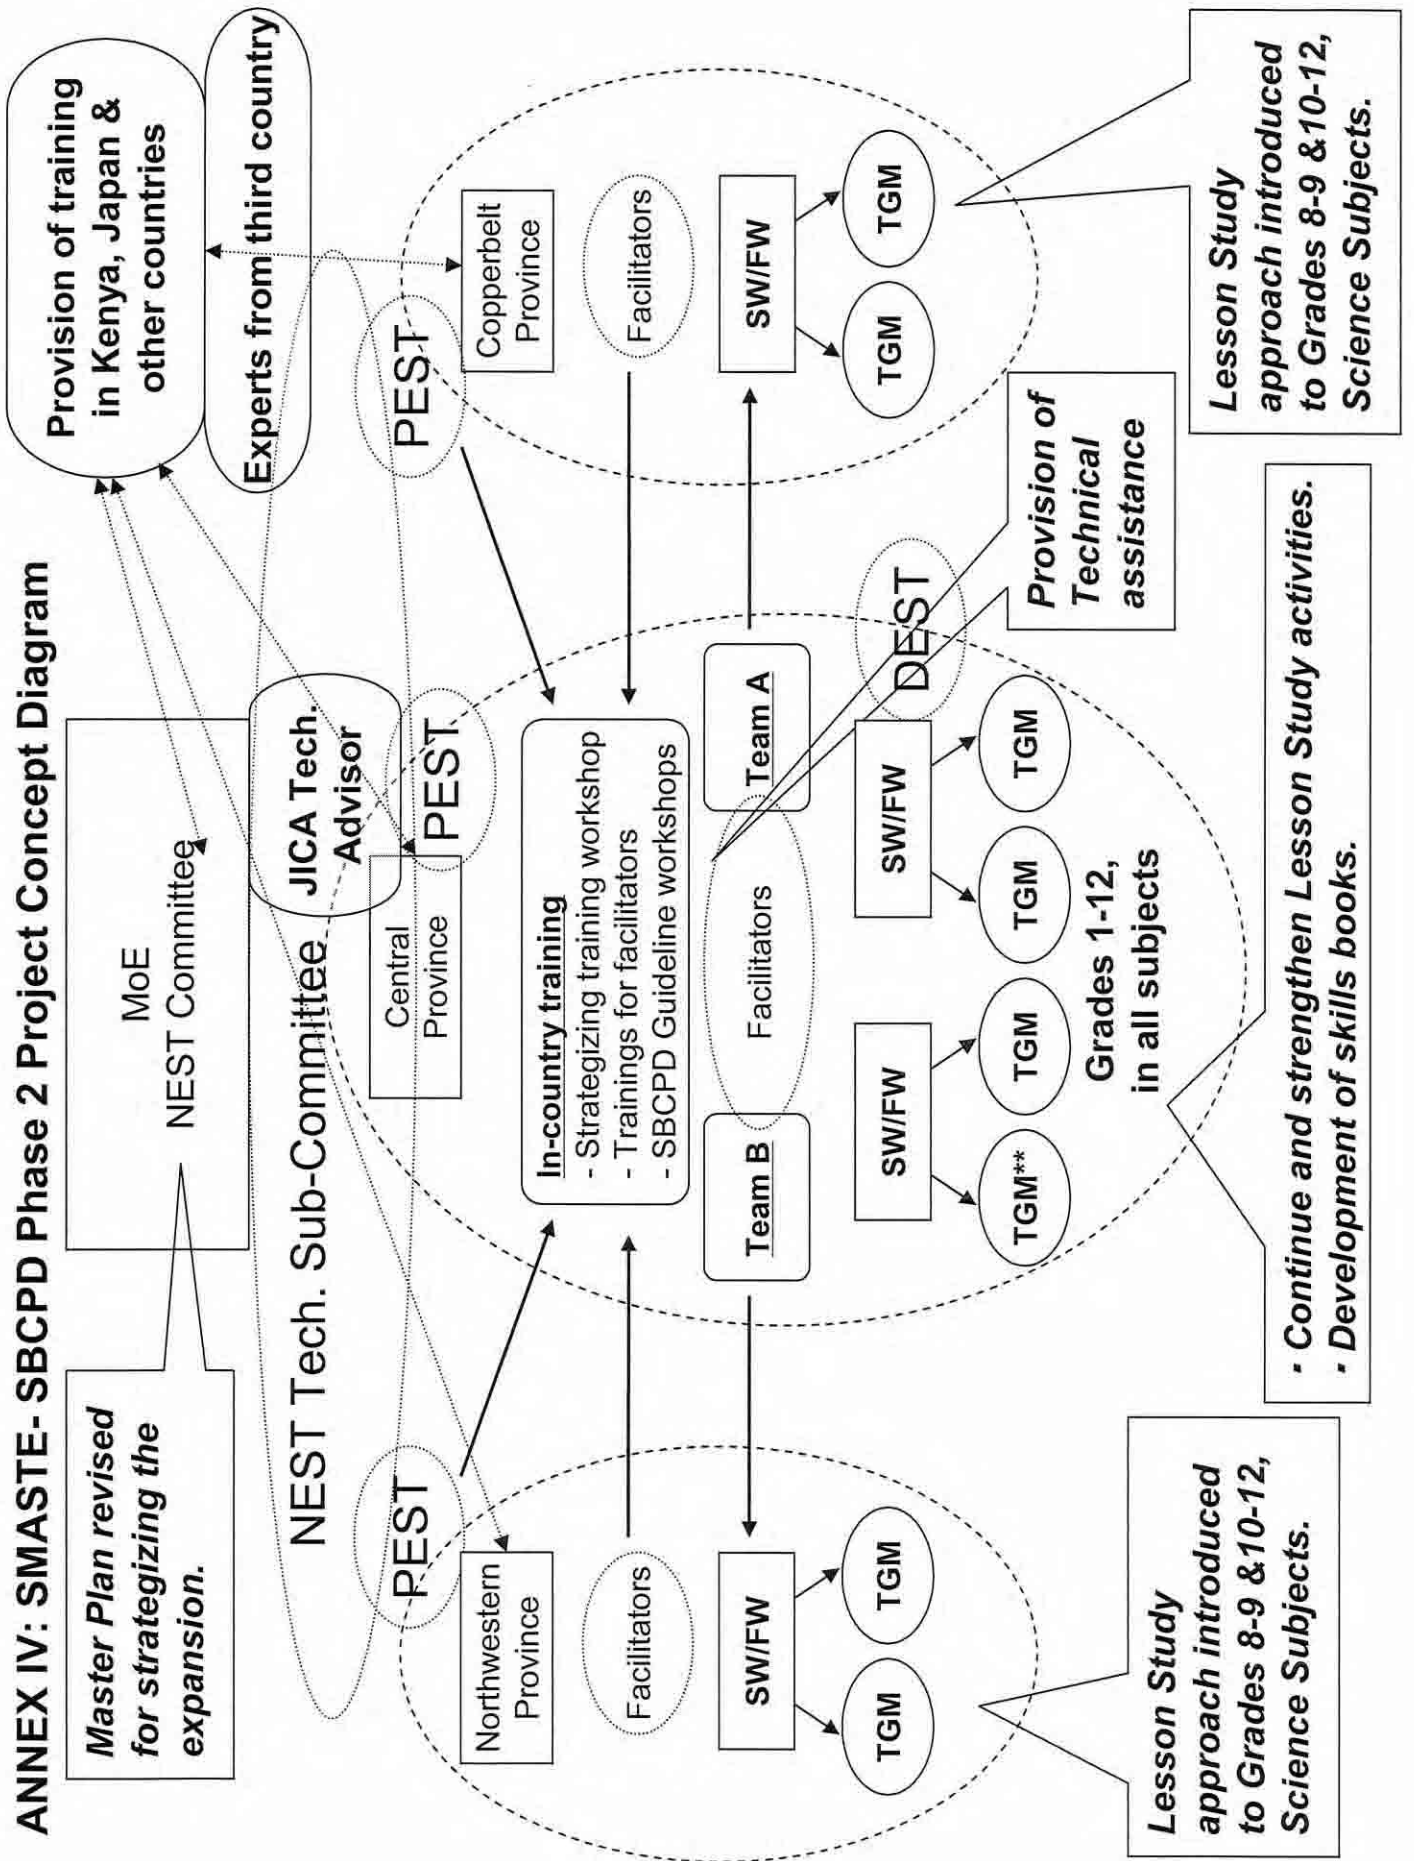 ANNEX IV: SMASTE- SBCPD Phase 2 Project Concept Diagram
Master Plan revised
for strategizing the
expansion.
MoE
NEST Committee
Provision of training
in Kenya, Japan &
other countries
Experts from third country
JICA Tech.
Advisor
NEST Tech. Sub-Committee
PEST
Northwestern
Province
Facilitators
SW/FW
TGM
TGM
Central
Province
PEST
In-country training
- Strategizing training workshop
- Trainings for facilitators
- SBCPD Guideline workshops
Team B
Facilitators
Team A
DEST
SW/FW
TGM**
TGM
SW/FW
TGM
TGM
Grades 1-12,
in all subjects
PEST
Copperbelt
Province
Facilitators
SW/FW
TGM
TGM
Provision of
Technical
assistance
Lesson Study
approach introduced
to Grades 8-9 &10-12,
Science Subjects.
· Continue and strengthen Lesson Study activities.
· Development of skills books.
Lesson Study
approach introduced
to Grades 8-9 &10-12,
Science Subjects.